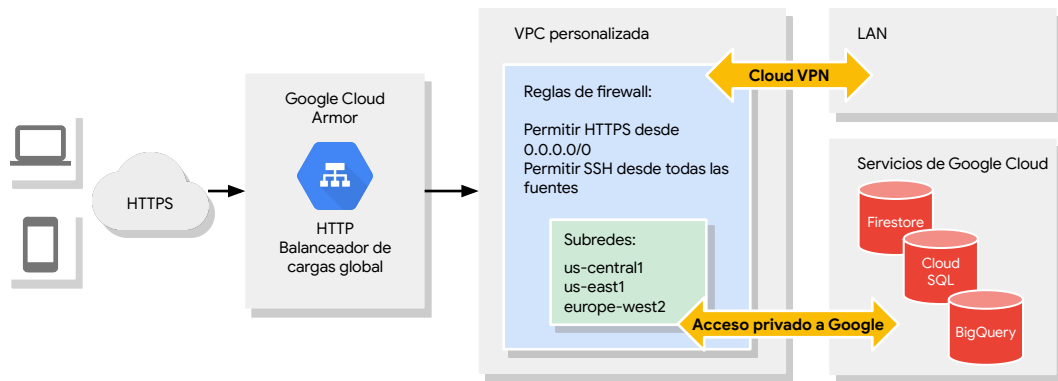 HTTPS
Google Cloud
Armor
HTTP
Balanceador de
cargas global
VPC personalizada
Reglas de firewall:
Permitir HTTPS desde
0.0.0.0/0
Permitir SSH desde todas las
fuentes
Subredes:
us-central1
us-east1
europe-west2
Cloud VPN
LAN
Acceso privado a Google
Servicios de Google Cloud
Firestore
Cloud
SQL
BigQuery